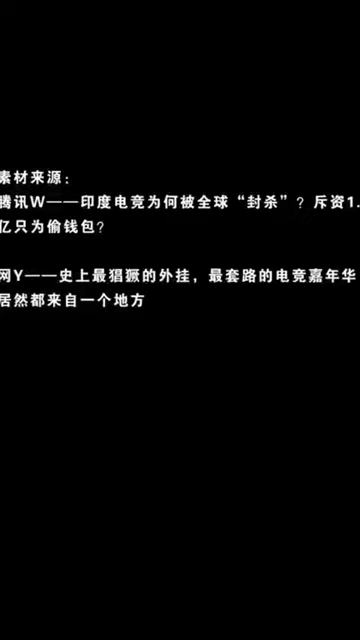 素材来源：
腾讯W——印度电竞为何被全球“封杀”？斥资1.
亿只为偷钱包？
网Y——史上最猖獗的外挂，最套路的电竞嘉年华
居然都来自一个地方